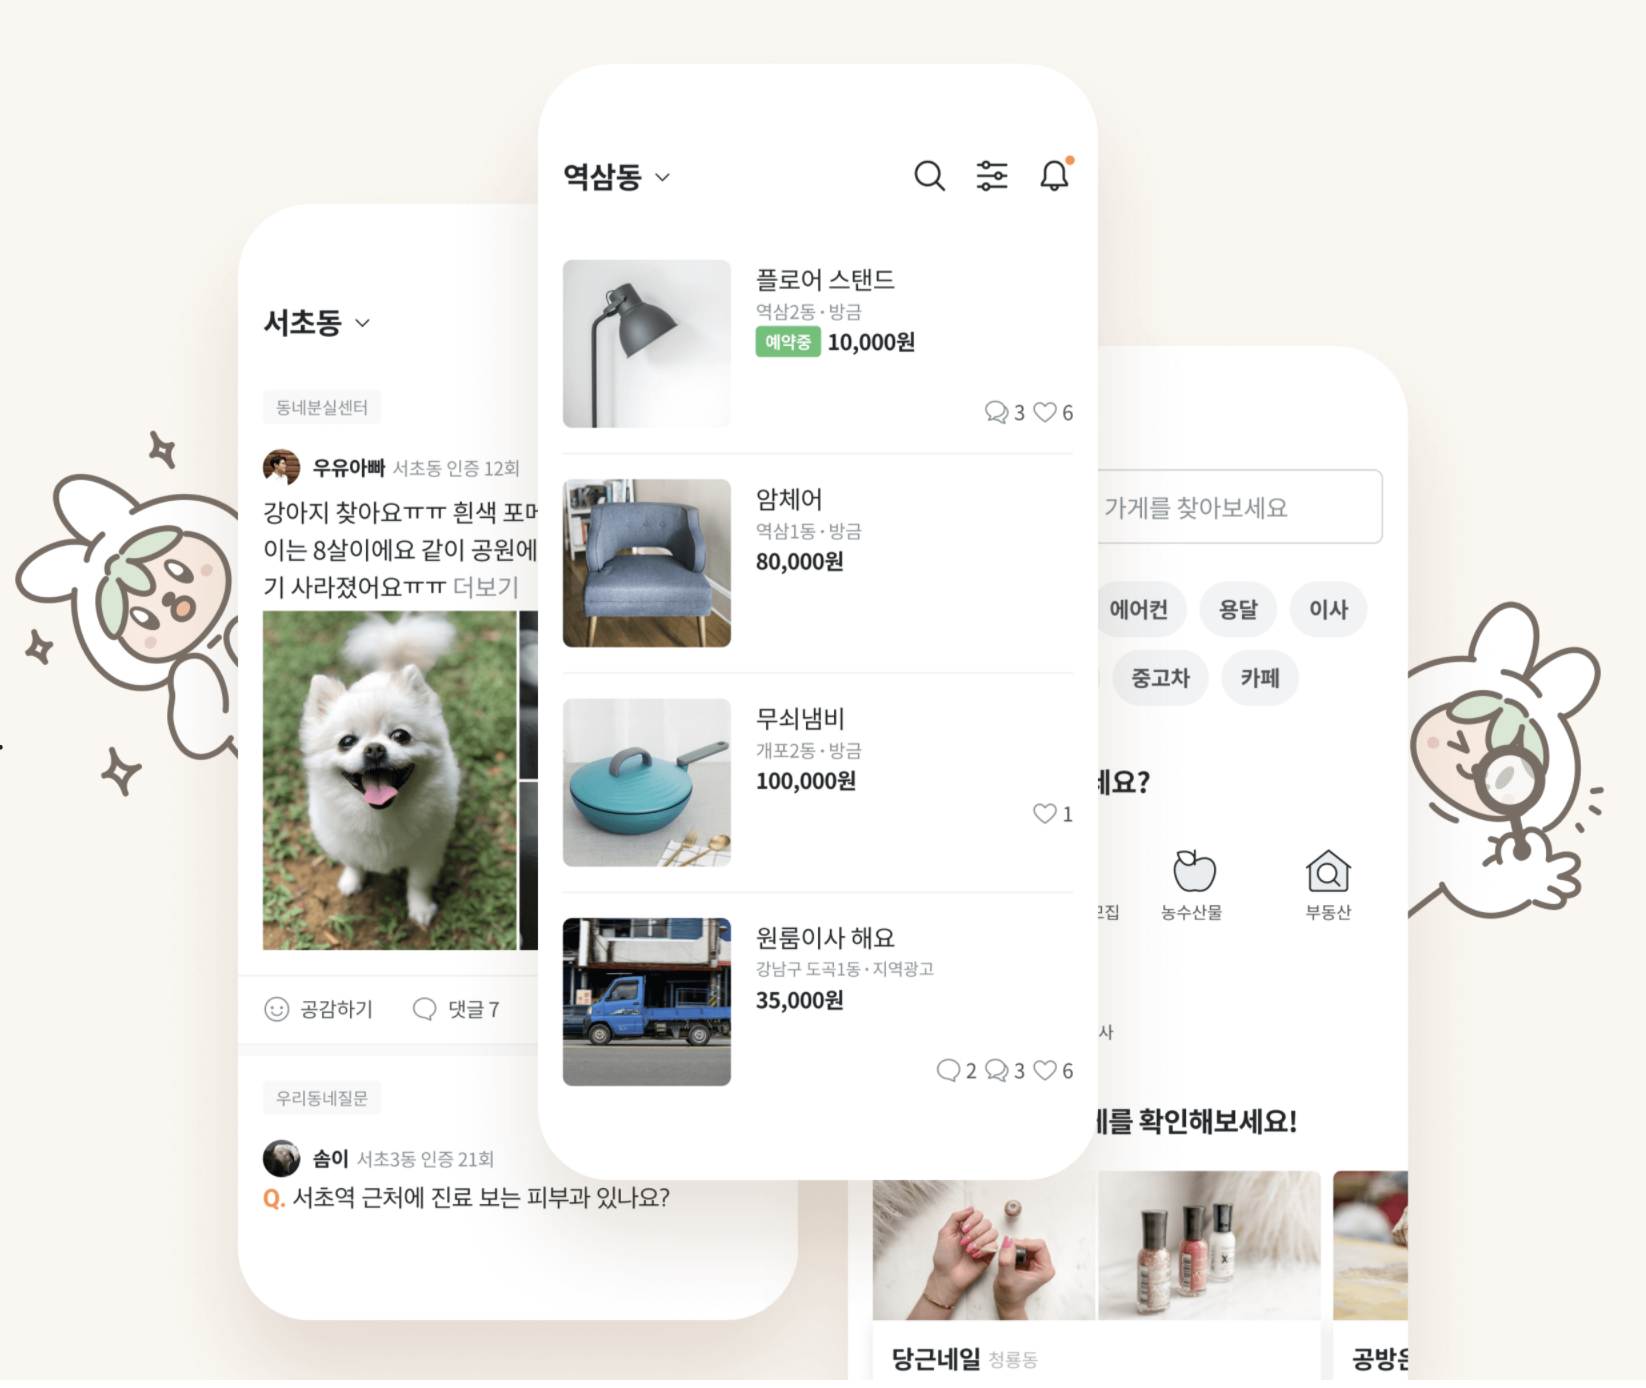 역삼동
플로어 스탠드
역삼2동 · 방금
예약중 10,000원
3 6
암체어
역삼1동 · 방금
80,000원
무쇠냄비
개포2동 · 방금
100,000원
1
원룸이사 해요
강남구 도곡1동 · 지역광고
35,000원
2 3 6
서초동
동네분실센터
우유아빠 서초동 인증 12회
강아지 찾아요ㅠㅠ 흰색
이는 8살이에요 같이 공원에
기 사라졌어요ㅠㅠ 더보기
공감하기 댓글 7
우리동네질문
솜이 서초3동 인증 21회
Q. 서초역 근처에 진료 보는 피부과 있나요?
가게를 찾아보세요
에어컨 용달 이사
중고차 카페
요?
집 농수산물 부동산
사
를 확인해보세요!
당근네일 청룡동
공방